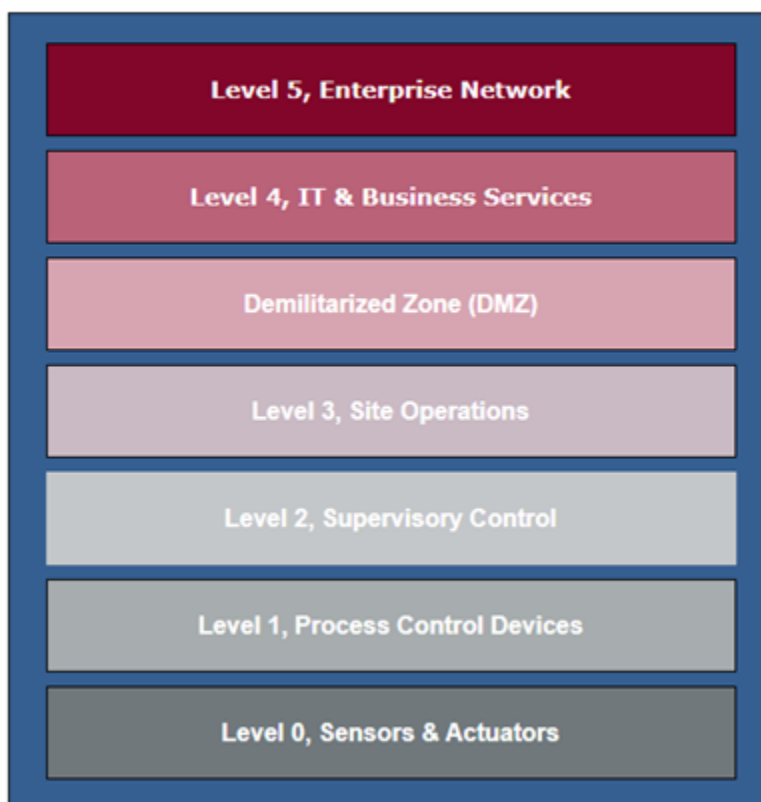 Level 5, Enterprise Network
Level 4, IT & Business Services
Demilitarized Zone (DMZ)
Level 3, Site Operations
Level 2, Supervisory Control
Level 1, Process Control Devices
Level 0, Sensors & Actuators